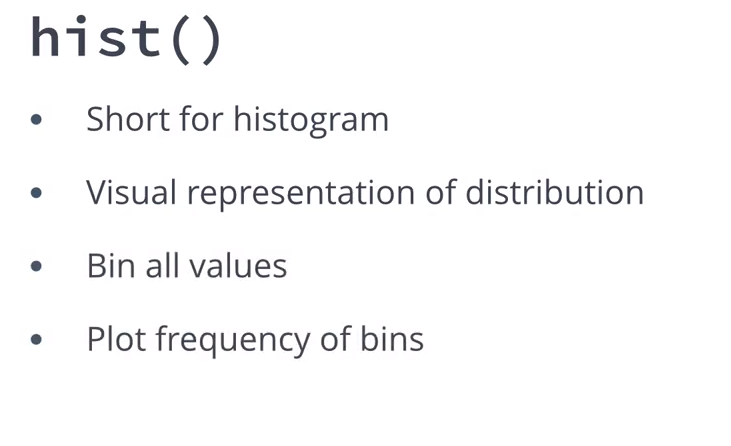 hist()
• Short for histogram
• Visual representation of distribution
• Bin all values
• Plot frequency of bins